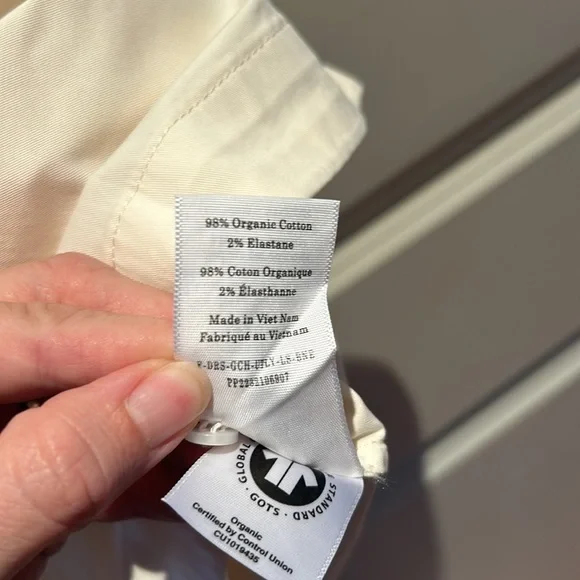 98% Organic Cotton
2% Elastane
98% Coton Organique
2% Élasthanne
Made in Viet Nam
Fabriqué au Vietnam
PP2232106807
GLOBAL
STANDARD
· GOTS ·
Organic
Certified by Control Union
CU1019435